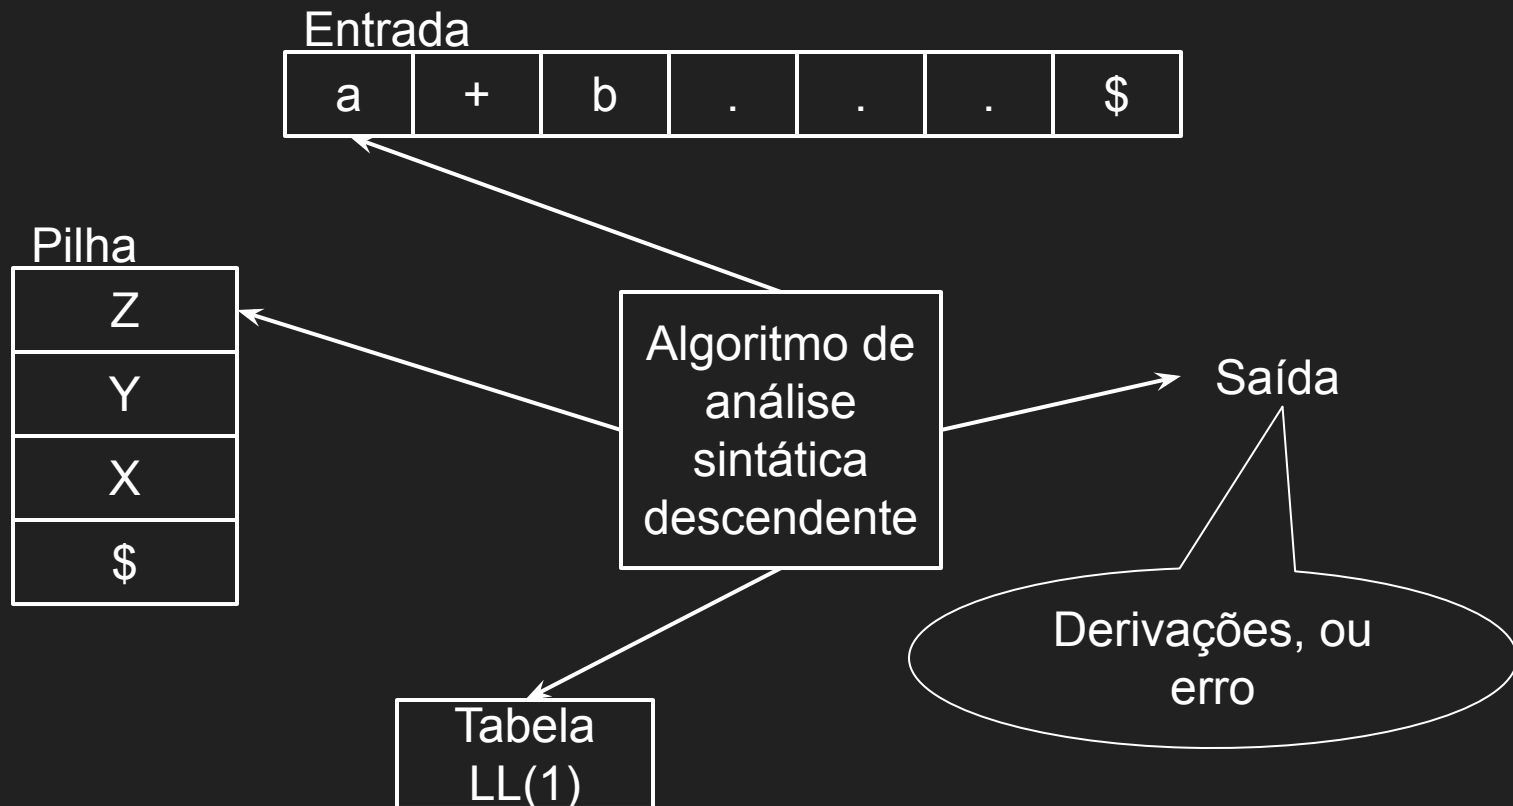 Entrada
a + b . . . $
Pilha
Z
Y
X
$
Algoritmo de
análise
sintática
descendente
Saída
Derivações, ou
erro
Tabela
LL(1)